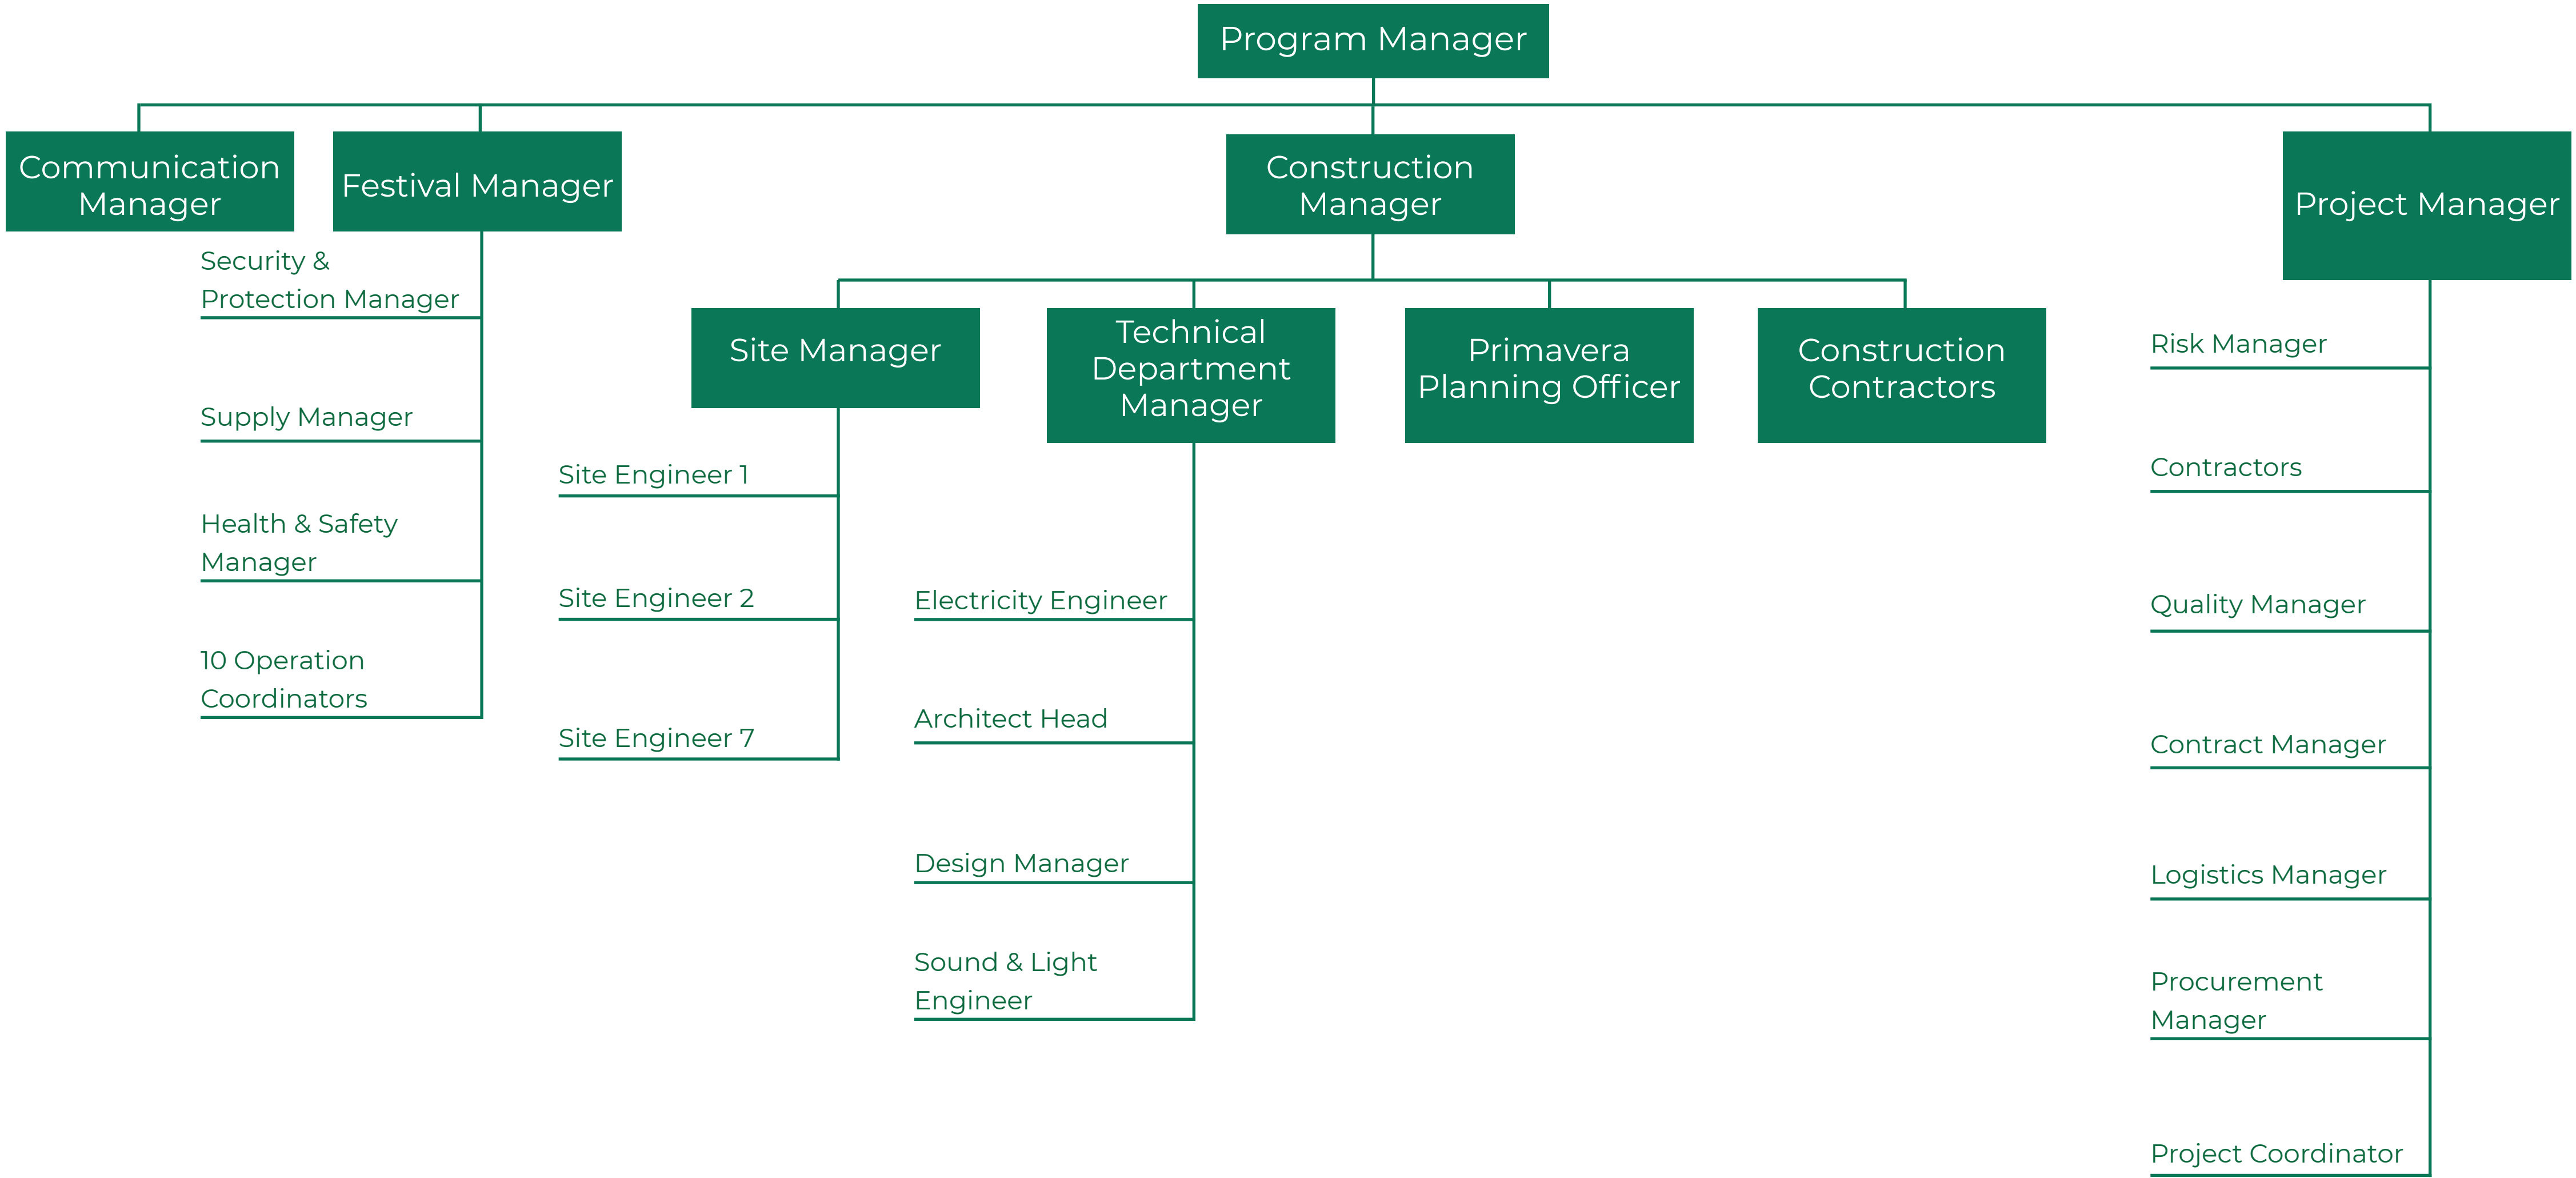 Program Manager
Communication
Manager
Festival Manager
Construction
Manager
Project Manager
Security &
Protection Manager
Supply Manager
Health & Safety
Manager
10 Operation
Coordinators
Site Manager
Technical
Department
Manager
Primavera
Planning Officer
Construction
Contractors
Site Engineer 1
Site Engineer 2
Site Engineer 7
Electricity Engineer
Architect Head
Design Manager
Sound & Light
Engineer
Risk Manager
Contractors
Quality Manager
Contract Manager
Logistics Manager
Procurement
Manager
Project Coordinator